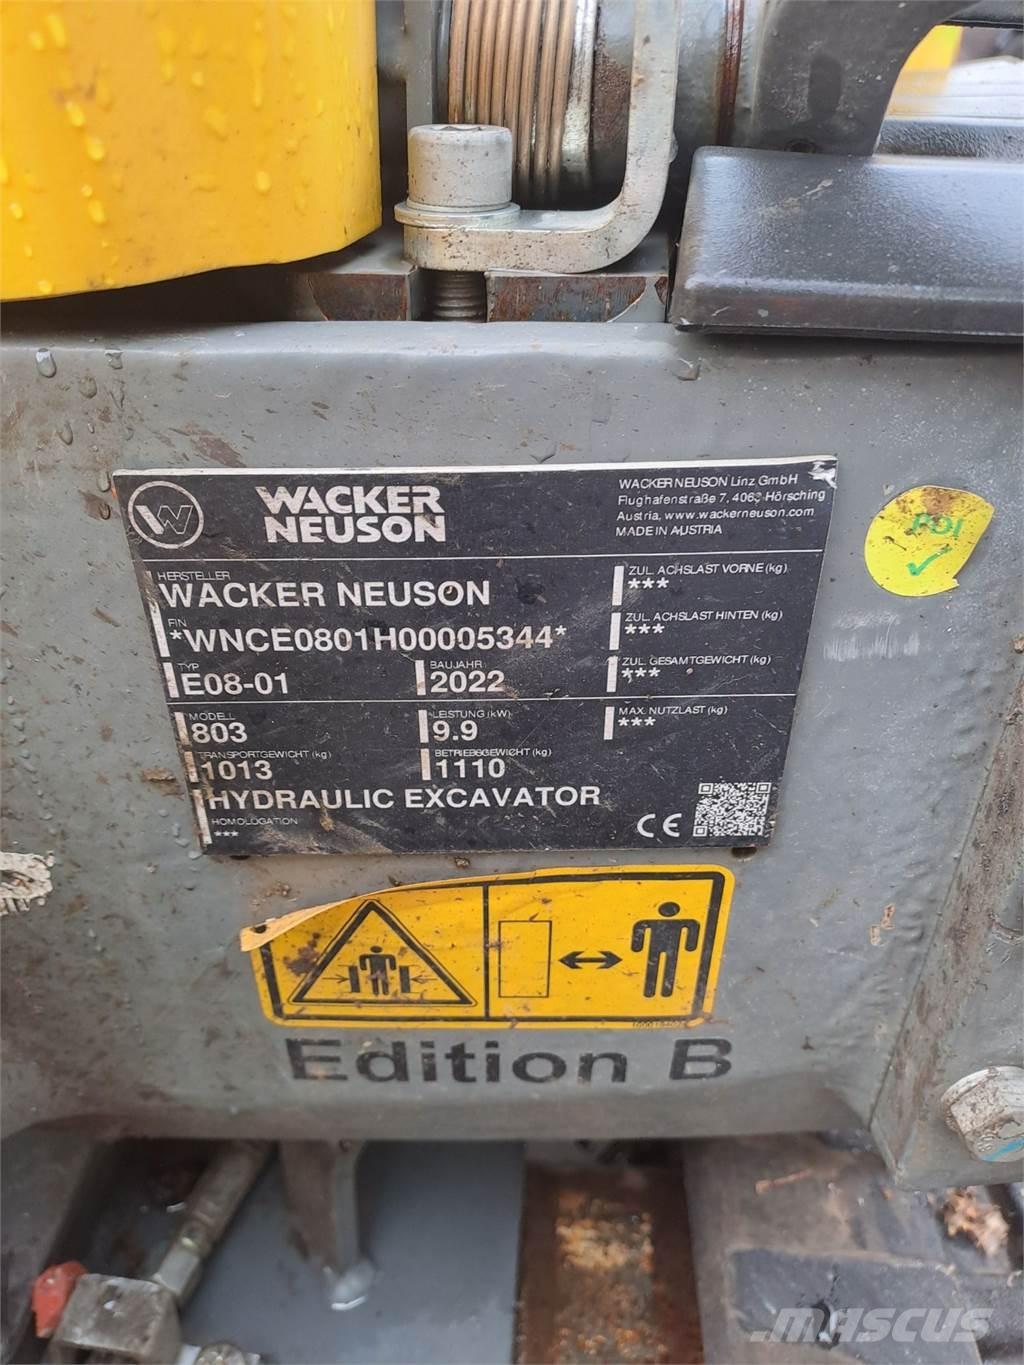 WACKER
NEUSON
WACKER NEUSON Linz GmbH
Flughafenstraße 7, 4063 Hörsching
Austria, www.wackerneuson.com
MADE IN AUSTRIA
HERSTELLER
WACKER NEUSON
ZUL. ACHSLAST VORNE (kg)
***
FIN
*WNCE0801H00005344*
ZUL. ACHSLAST HINTEN (kg)
***
TYP
E08-01
BAUJAHR
2022
ZUL. GESAMTGEWICHT (kg)
***
MODELL
803
LEISTUNG (kW)
9.9
MAX. NUTZLAST (kg)
***
TRANSPORTGEWICHT (kg)
1013
BETRIEBSGEWICHT (kg)
1110
HYDRAULIC EXCAVATOR
HOMOLOGATION
***
CE
PDI
Edition B
MASCUS